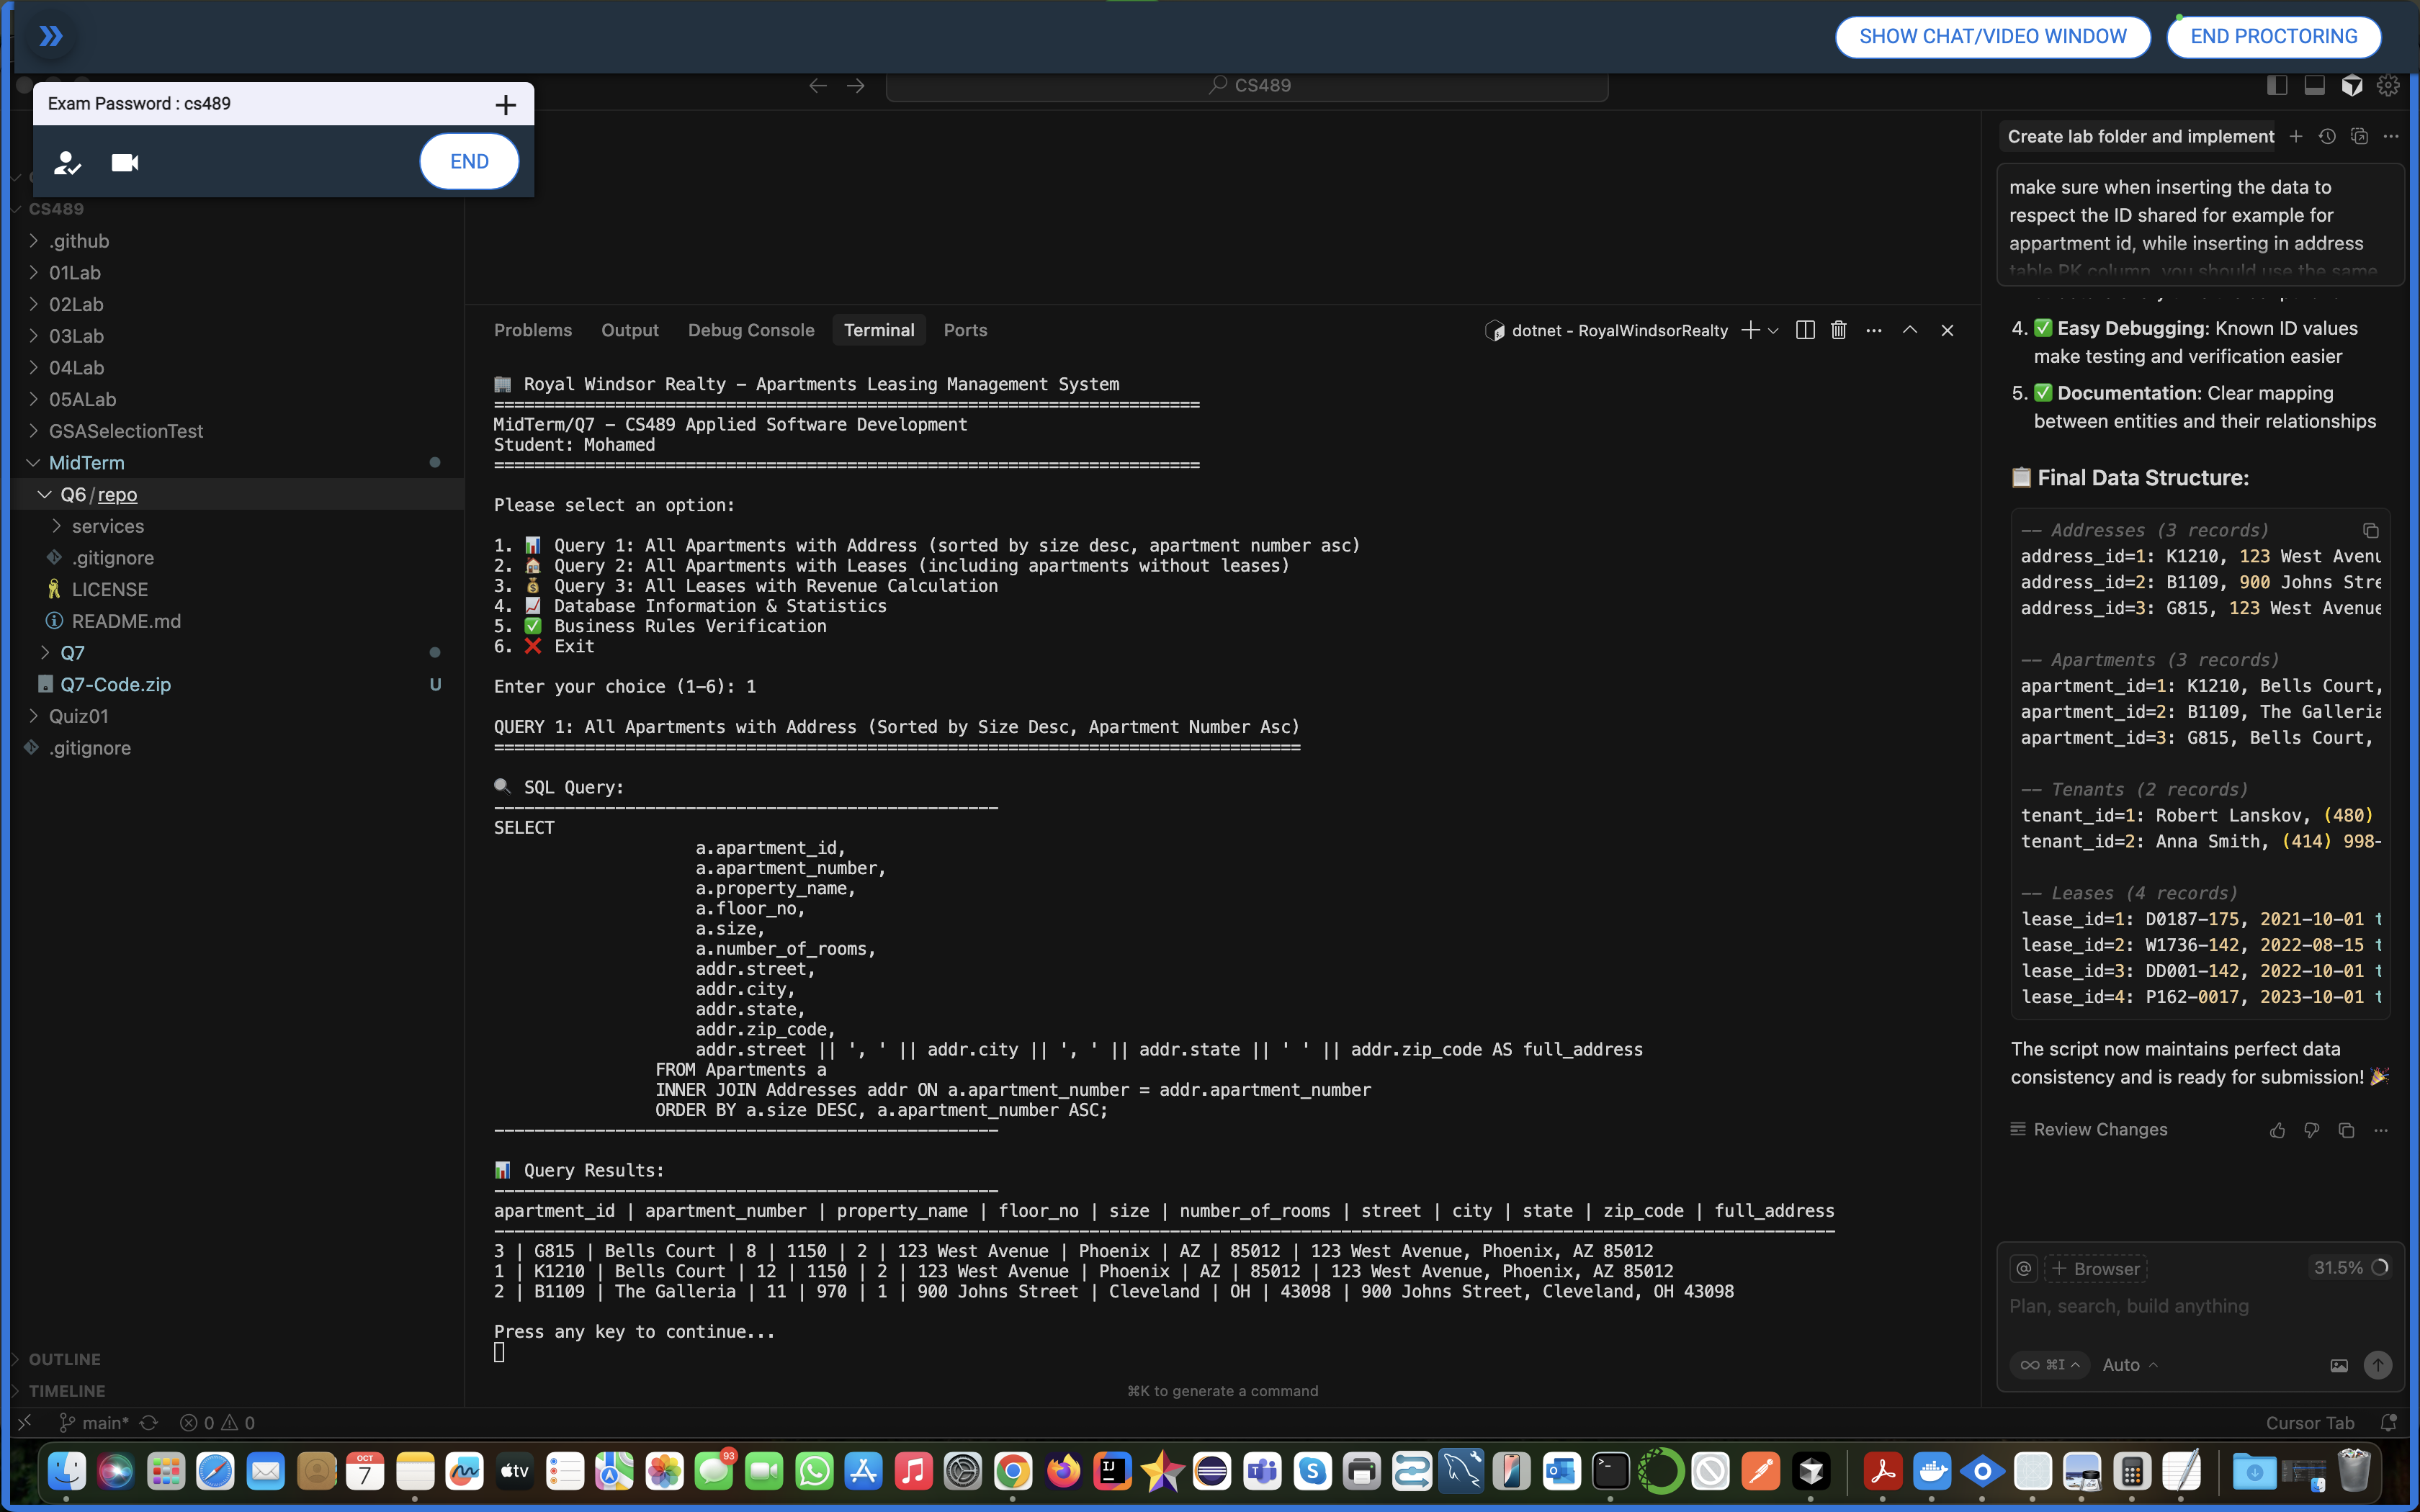 SHOW CHAT/VIDEO WINDOW
END PROCTORING
Exam Password : cs489
END
CS489
CS489
.github
01Lab
02Lab
03Lab
04Lab
05ALab
GSASelectionTest
MidTerm
Q6/repo
services
.gitignore
LICENSE
README.md
Q7
Q7-Code.zip U
Quiz01
.gitignore
OUTLINE
TIMELINE
Problems Output Debug Console Terminal Ports
dotnet - RoyalWindsorRealty
Royal Windsor Realty - Apartments Leasing Management System
======================================================================
MidTerm/Q7 - CS489 Applied Software Development
Student: Mohamed
======================================================================
Please select an option:
1. 📊 Query 1: All Apartments with Address (sorted by size desc, apartment number asc)
2. 🏠 Query 2: All Apartments with Leases (including apartments without leases)
3. 💰 Query 3: All Leases with Revenue Calculation
4. 📈 Database Information & Statistics
5. ✅ Business Rules Verification
6. ❌ Exit
Enter your choice (1-6): 1
QUERY 1: All Apartments with Address (Sorted by Size Desc, Apartment Number Asc)
================================================================================
🔍 SQL Query:
--------------------------------------------------
SELECT
a.apartment_id,
a.apartment_number,
a.property_name,
a.floor_no,
a.size,
a.number_of_rooms,
addr.street,
addr.city,
addr.state,
addr.zip_code,
addr.street || ', ' || addr.city || ', ' || addr.state || ' ' || addr.zip_code AS full_address
FROM Apartments a
INNER JOIN Addresses addr ON a.apartment_number = addr.apartment_number
ORDER BY a.size DESC, a.apartment_number ASC;
--------------------------------------------------
📊 Query Results:
--------------------------------------------------
apartment_id | apartment_number | property_name | floor_no | size | number_of_rooms | street | city | state | zip_code | full_address
3 | G815 | Bells Court | 8 | 1150 | 2 | 123 West Avenue | Phoenix | AZ | 85012 | 123 West Avenue, Phoenix, AZ 85012
1 | K1210 | Bells Court | 12 | 1150 | 2 | 123 West Avenue | Phoenix | AZ | 85012 | 123 West Avenue, Phoenix, AZ 85012
2 | B1109 | The Galleria | 11 | 970 | 1 | 900 Johns Street | Cleveland | OH | 43098 | 900 Johns Street, Cleveland, OH 43098
Press any key to continue...
⌘K to generate a command
Create lab folder and implement
make sure when inserting the data to
respect the ID shared for example for
appartment id, while inserting in address
table PK column, you should use the same
4. ✅ Easy Debugging: Known ID values
make testing and verification easier
5. ✅ Documentation: Clear mapping
between entities and their relationships
📋 Final Data Structure:
-- Addresses (3 records)
address_id=1: K1210, 123 West Avenu
address_id=2: B1109, 900 Johns Stre
address_id=3: G815, 123 West Avenue
-- Apartments (3 records)
apartment_id=1: K1210, Bells Court,
apartment_id=2: B1109, The Galleria
apartment_id=3: G815, Bells Court,
-- Tenants (2 records)
tenant_id=1: Robert Lanskov, (480)
tenant_id=2: Anna Smith, (414) 998-
-- Leases (4 records)
lease_id=1: D0187-175, 2021-10-01 t
lease_id=2: W1736-142, 2022-08-15 t
lease_id=3: DD001-142, 2022-10-01 t
lease_id=4: P162-0017, 2023-10-01 t
The script now maintains perfect data
consistency and is ready for submission! 🎉
Review Changes
@ + Browser 31.5%
Plan, search, build anything
∞ ⌘I Auto
main* 0 0
Cursor Tab
OCT
7
tv
93
IJ